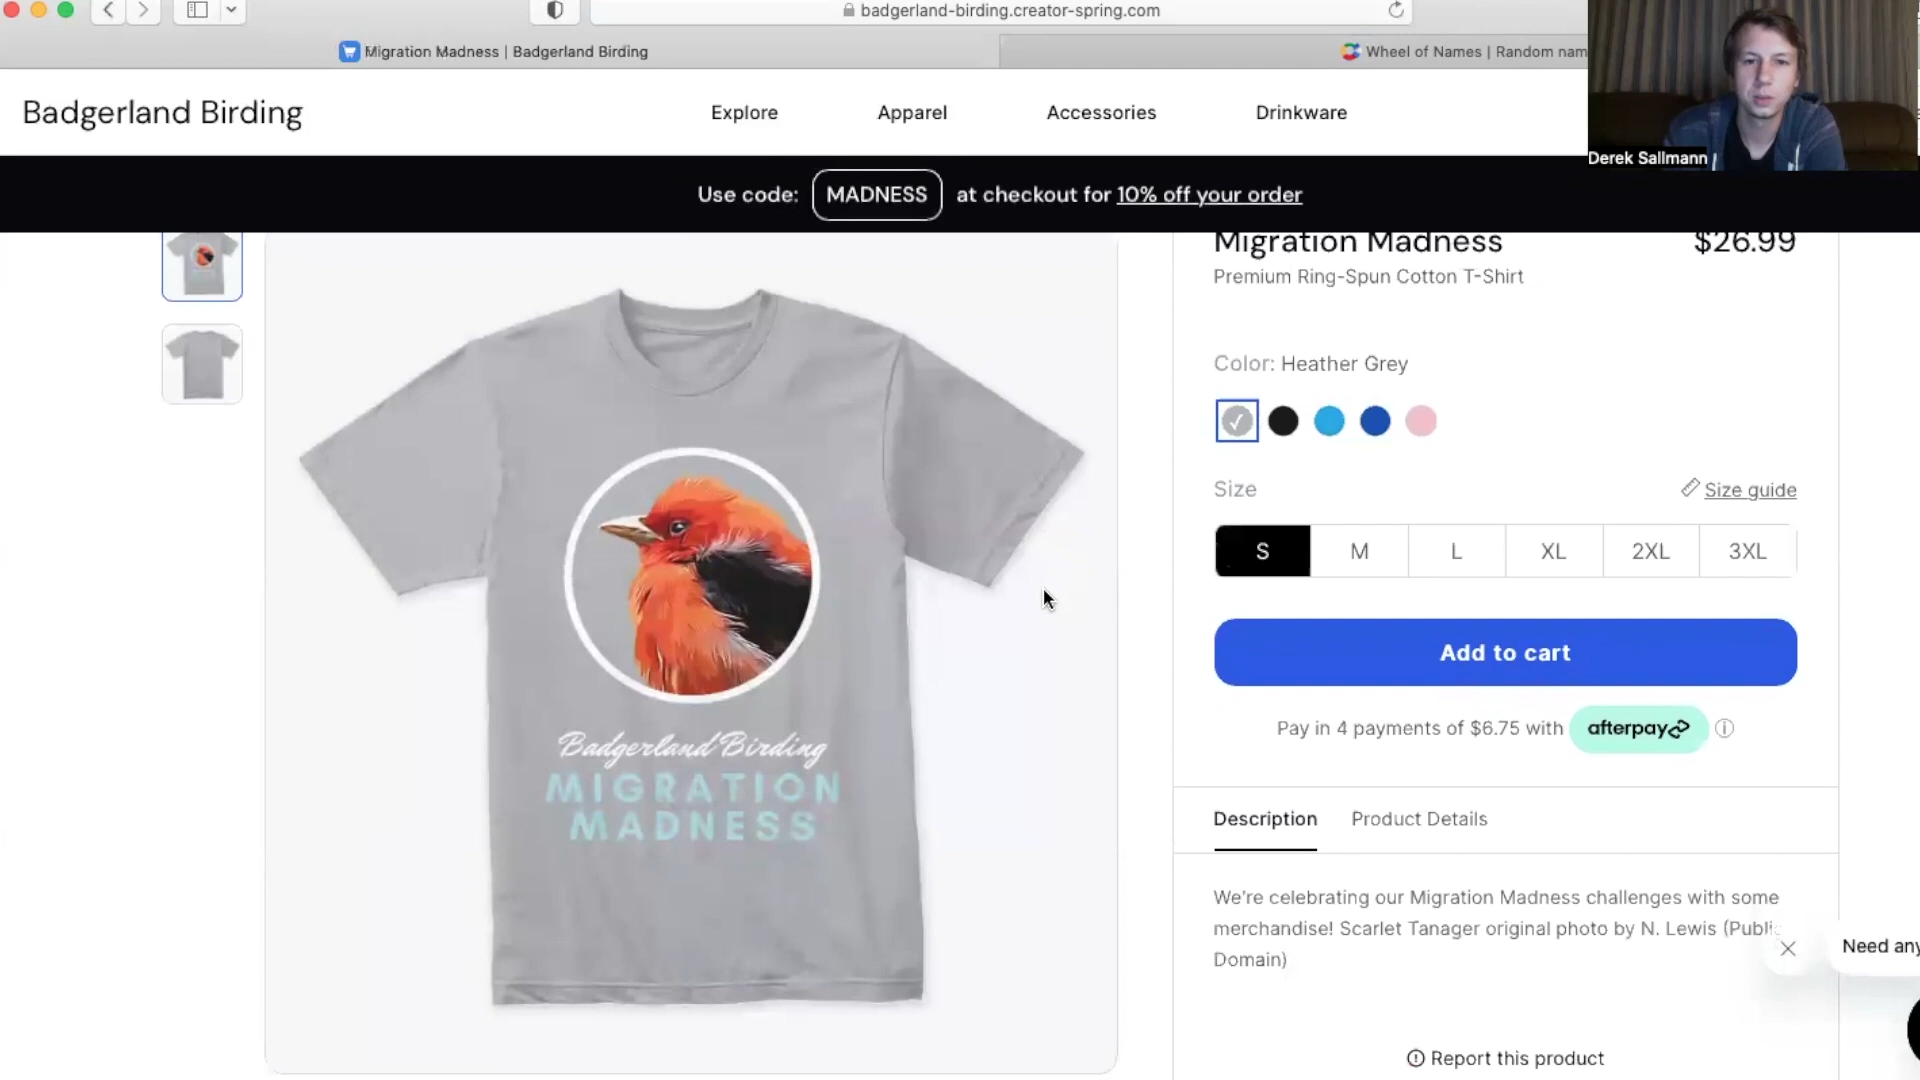 badgerland-birding.creator-spring.com
Migration Madness | Badgerland Birding
Wheel of Names | Random nam
Badgerland Birding
Explore
Apparel
Accessories
Drinkware
Derek Sallmann
Use code: MADNESS at checkout for 10% off your order
Migration Madness
$26.99
Premium Ring-Spun Cotton T-Shirt
Color: Heather Grey
Size
Size guide
S
M
L
XL
2XL
3XL
Add to cart
Pay in 4 payments of $6.75 with afterpay
Badgerland Birding
MIGRATION
MADNESS
Description
Product Details
We're celebrating our Migration Madness challenges with some
merchandise! Scarlet Tanager original photo by N. Lewis (Public
Domain)
Need any
Report this product